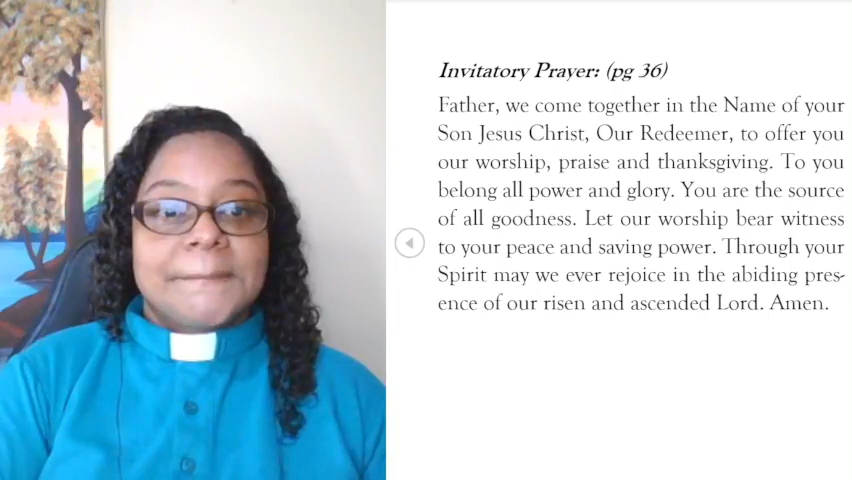 Invitatory Prayer: (pg 36)
Father, we come together in the Name of your
Son Jesus Christ, Our Redeemer, to offer you
our worship, praise and thanksgiving. To you
belong all power and glory. You are the source
of all goodness. Let our worship bear witness
to your peace and saving power. Through your
Spirit may we ever rejoice in the abiding pres-
ence of our risen and ascended Lord. Amen.